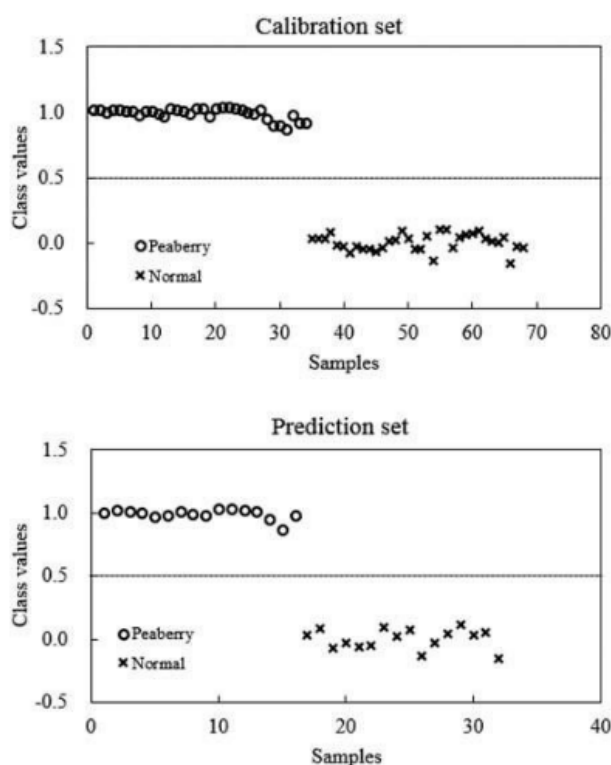 Calibration set
1.5
1.0
0.5
0.0
-0.5
Class values
Peaberry
Normal
0 10 20 30 40 50 60 70 80
Samples
Prediction set
1.5
1.0
0.5
0.0
-0.5
Class values
Peaberry
Normal
0 10 20 30 40
Samples